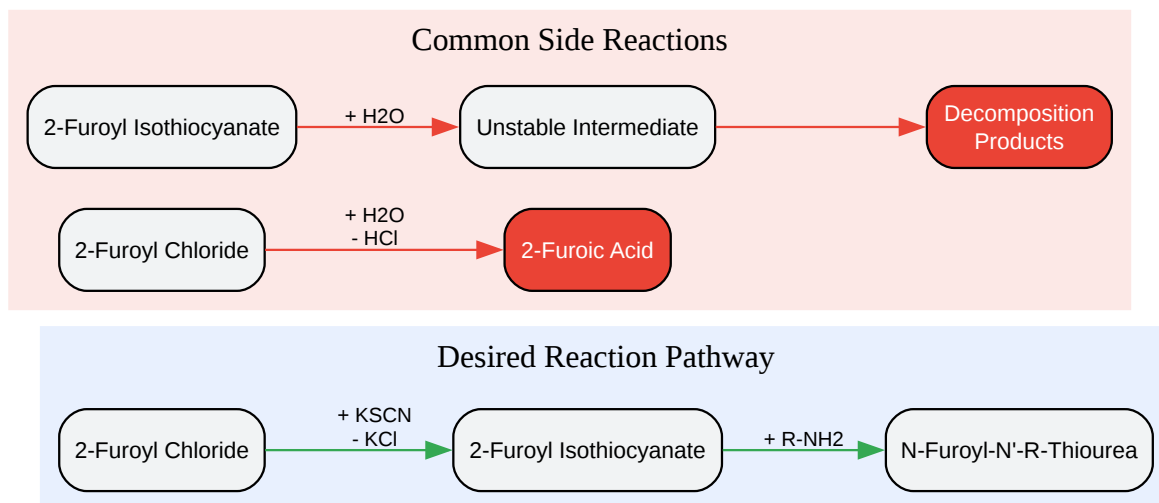 Common Side Reactions
2-Furoyl Isothiocyanate
+ H2O
Unstable Intermediate
Decomposition
Products
2-Furoyl Chloride
+ H2O
- HCl
2-Furoic Acid
Desired Reaction Pathway
2-Furoyl Chloride
+ KSCN
- KCl
2-Furoyl Isothiocyanate
+ R-NH2
N-Furoyl-N'-R-Thiourea